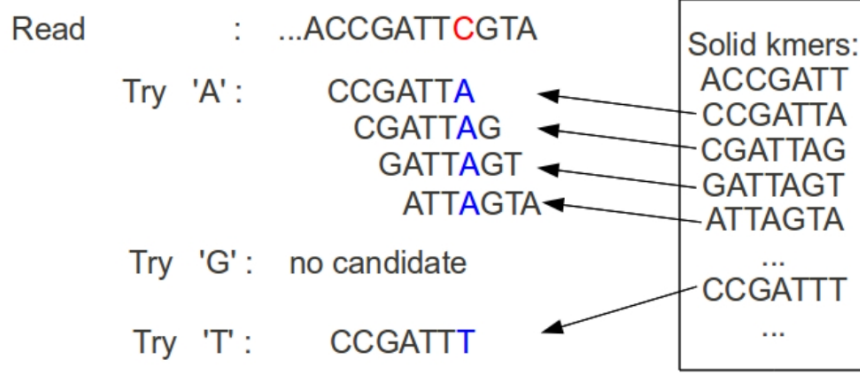 Read : ...ACCGATTCGTA
Try 'A' : CCGATTA
CGATTAG
GATTAGT
ATTAGTA
Try 'G' : no candidate
Try 'T' : CCGATTT
Solid kmers:
ACCGATT
CCGATTA
CGATTAG
GATTAGT
ATTAGTA
...
CCGATTT
...